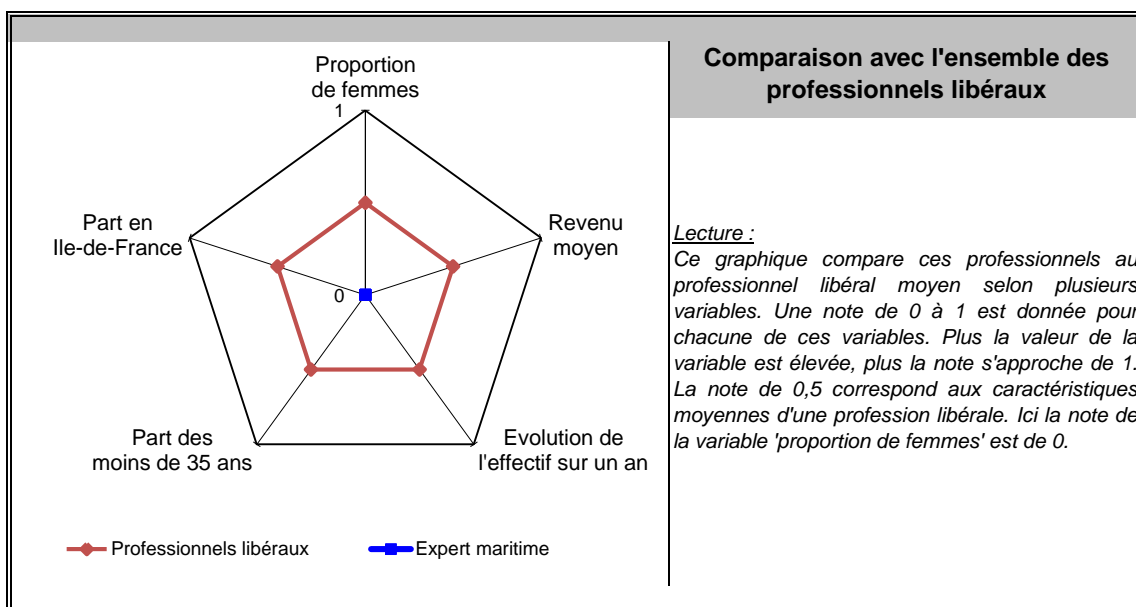 Comparaison avec l'ensemble des
professionnels libéraux
Proportion
de femmes
1
Part en
Ile-de-France
Revenu
moyen
0
Part des
moins de 35 ans
Evolution de
l'effectif sur un an
Professionnels libéraux
Expert maritime
Lecture :
Ce graphique compare ces professionnels au
professionnel libéral moyen selon plusieurs
variables. Une note de 0 à 1 est donnée pour
chacune de ces variables. Plus la valeur de la
variable est élevée, plus la note s'approche de 1.
La note de 0,5 correspond aux caractéristiques
moyennes d'une profession libérale. Ici la note de
la variable 'proportion de femmes' est de 0.